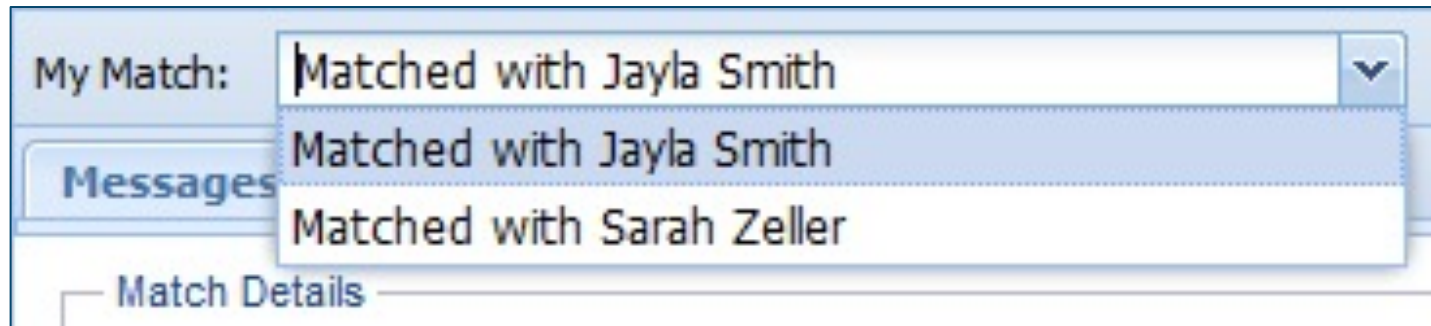 My Match: Matched with Jayla Smith
Matched with Jayla Smith
Messages
Matched with Sarah Zeller
Match Details